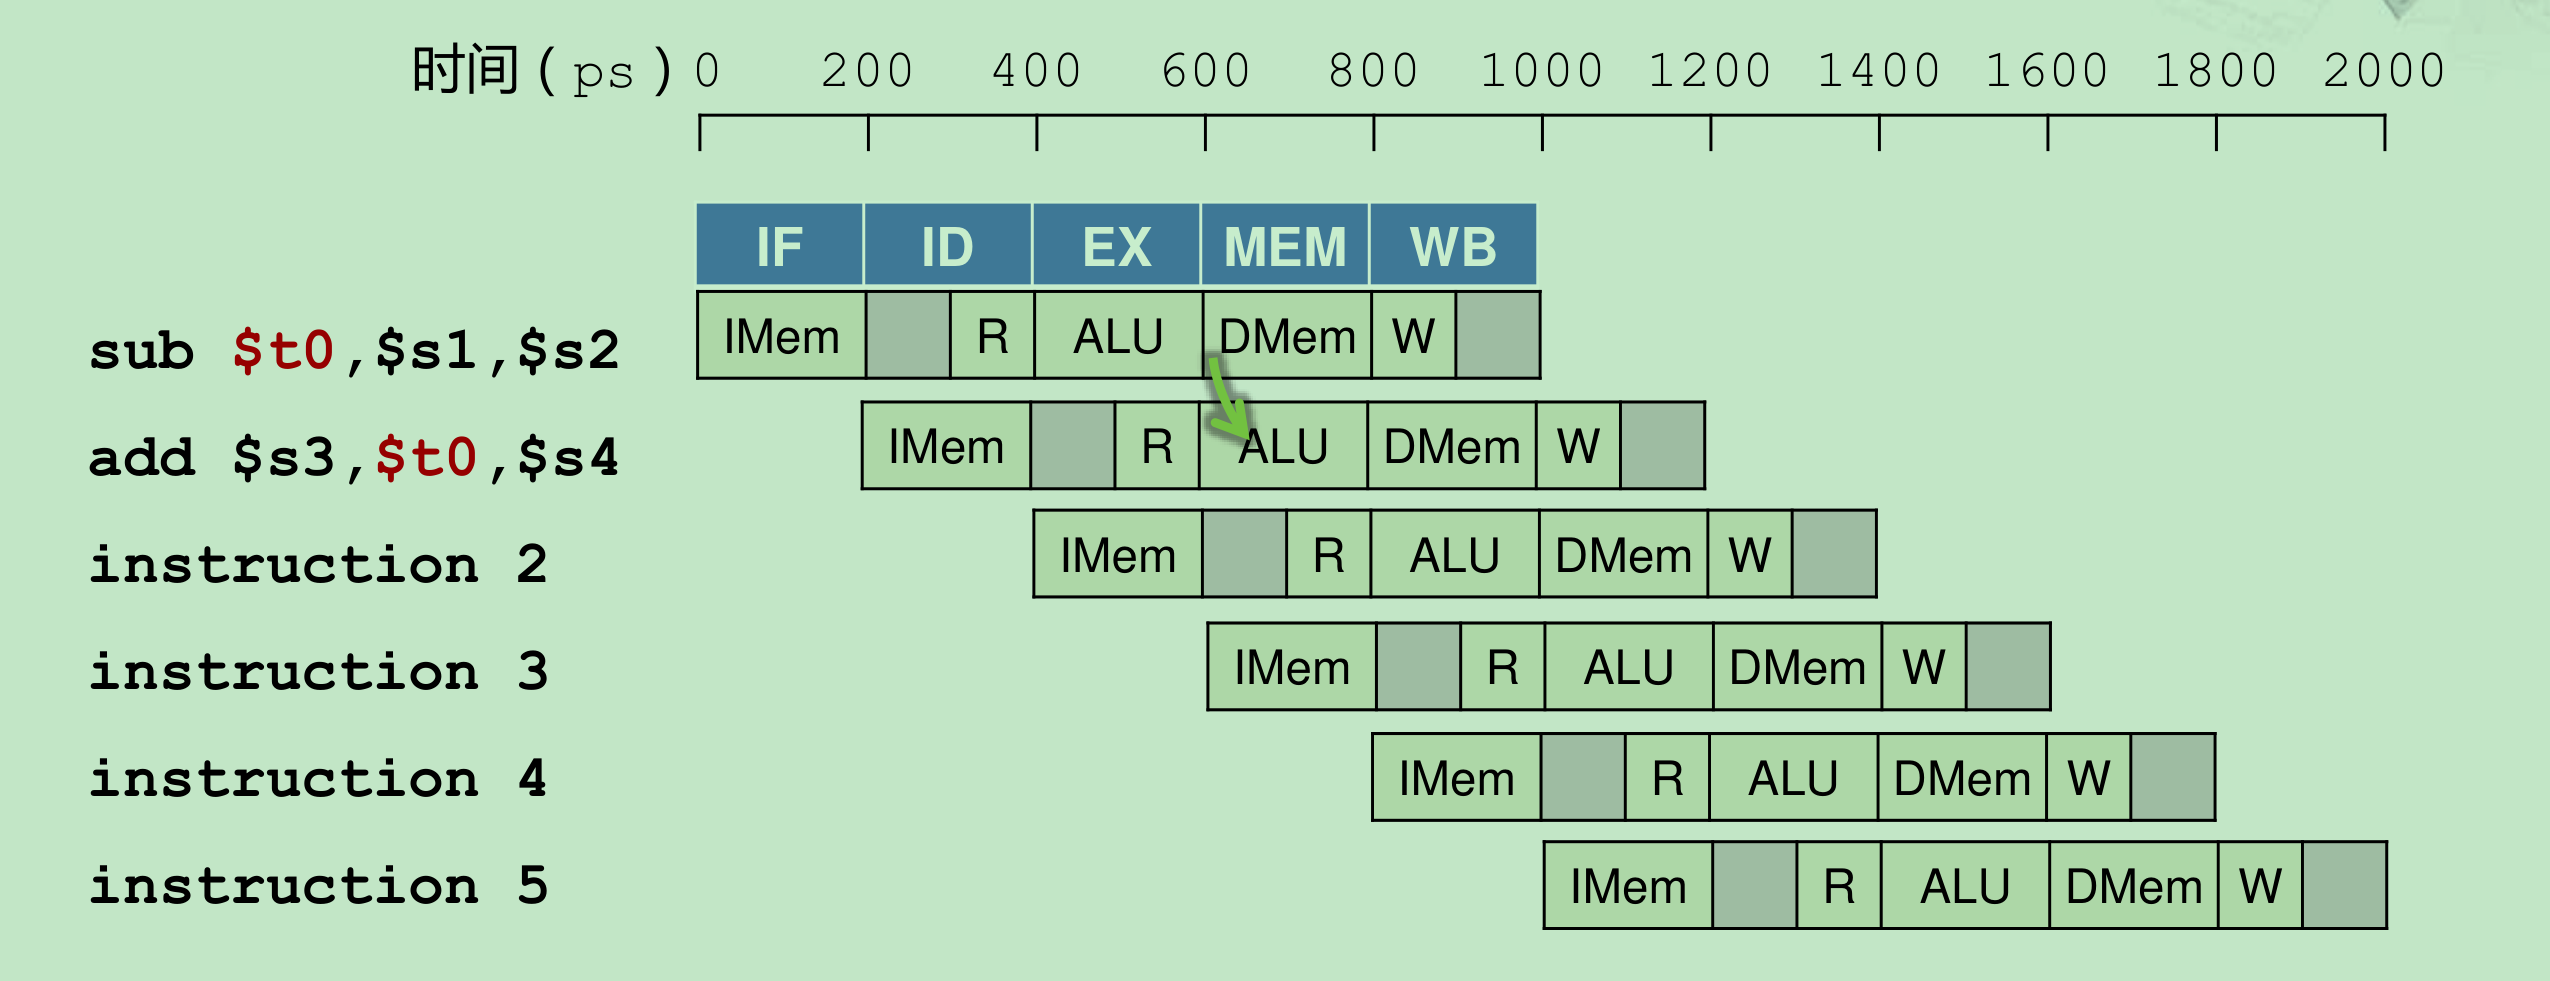 时间(ps) 0 200 400 600 800 1000 1200 1400 1600 1800 2000
IF ID EX MEM WB
sub $t0,$s1,$s2 IMem R ALU DMem W
add $s3,$t0,$s4 IMem R ALU DMem W
instruction 2 IMem R ALU DMem W
instruction 3 IMem R ALU DMem W
instruction 4 IMem R ALU DMem W
instruction 5 IMem R ALU DMem W